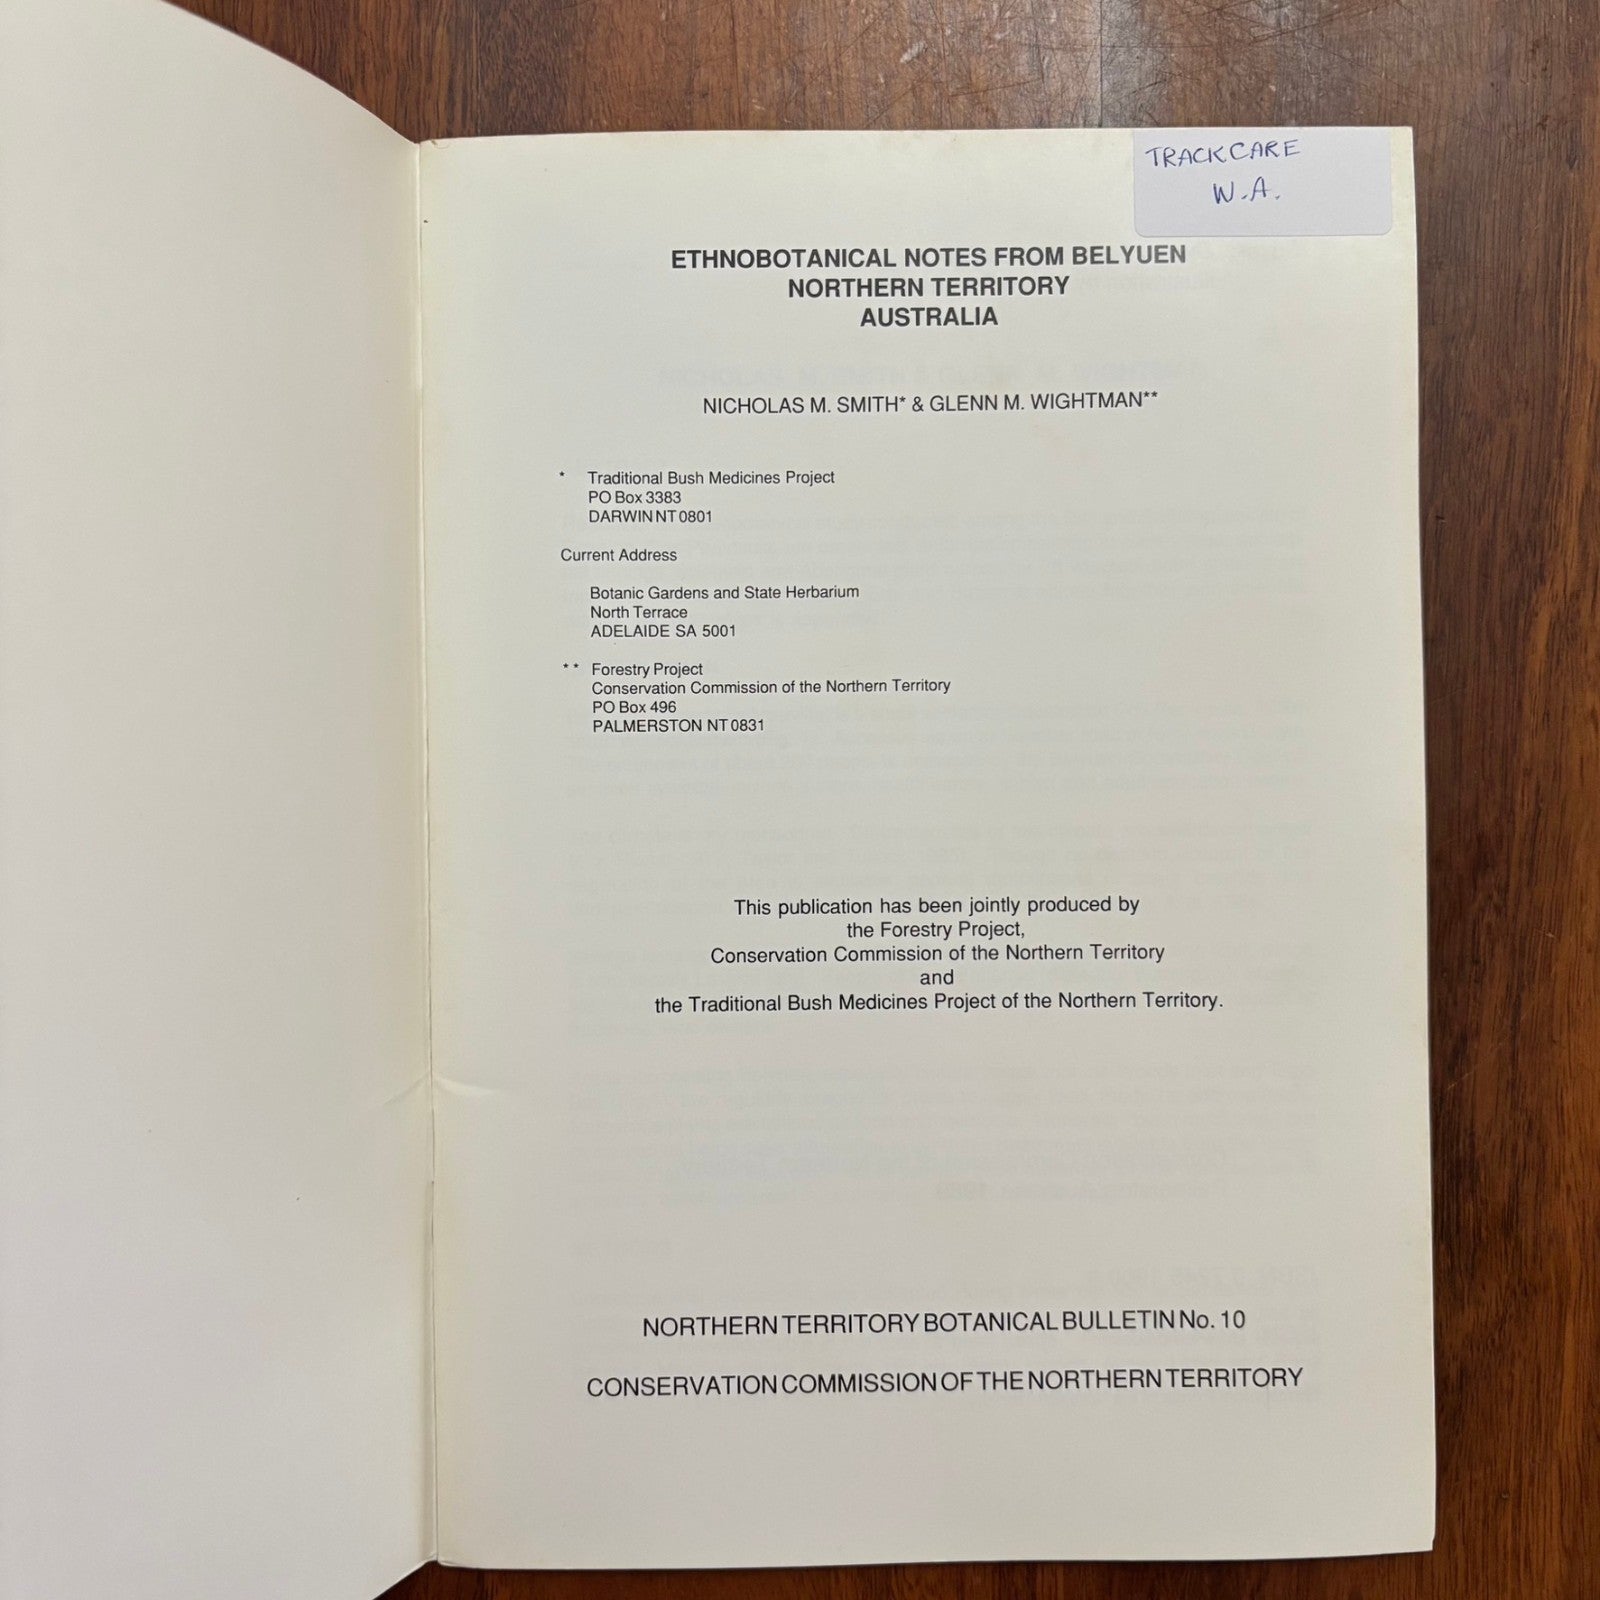 TRACKCARE
W.A.
ETHNOBOTANICAL NOTES FROM BELYUEN
NORTHERN TERRITORY
AUSTRALIA
NICHOLAS M. SMITH* & GLENN M. WIGHTMAN**
* Traditional Bush Medicines Project
PO Box 3383
DARWIN NT 0801
Current Address
Botanic Gardens and State Herbarium
North Terrace
ADELAIDE SA 5001
** Forestry Project
Conservation Commission of the Northern Territory
PO Box 496
PALMERSTON NT 0831
This publication has been jointly produced by
the Forestry Project,
Conservation Commission of the Northern Territory
and
the Traditional Bush Medicines Project of the Northern Territory.
NORTHERN TERRITORY BOTANICAL BULLETIN No. 10
CONSERVATION COMMISSION OF THE NORTHERN TERRITORY